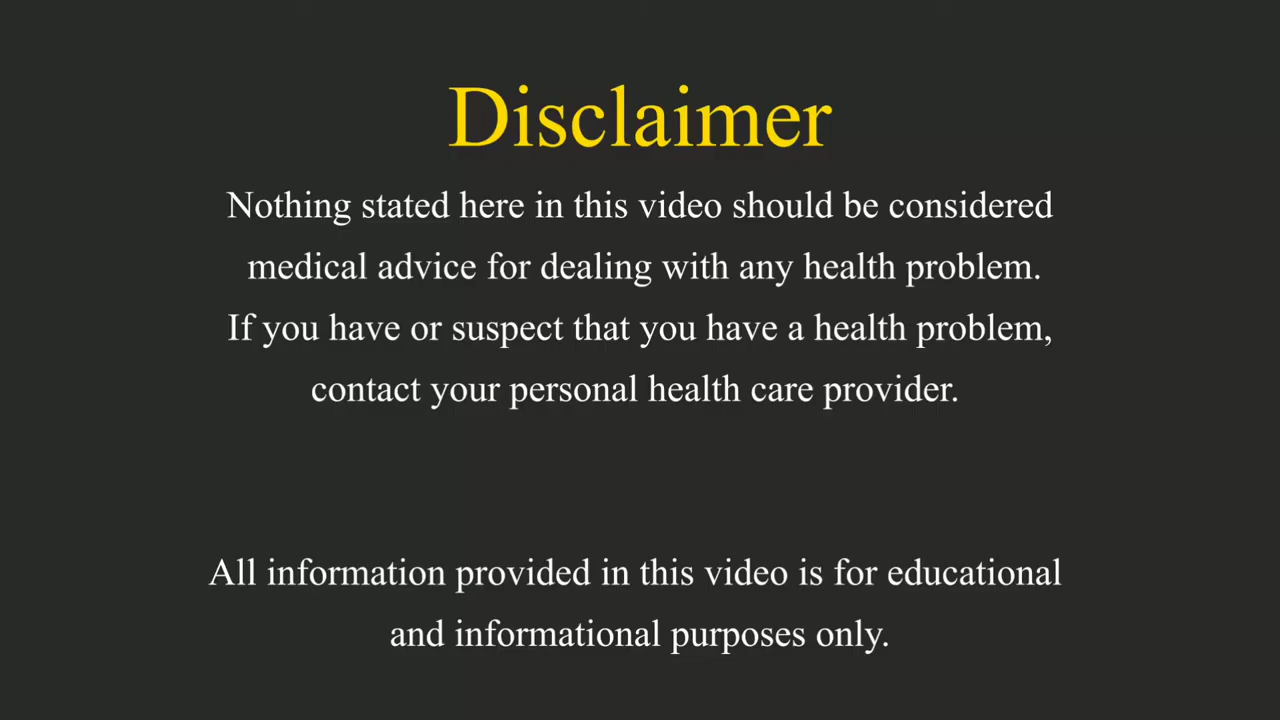 Disclaimer
Nothing stated here in this video should be considered
medical advice for dealing with any health problem.
If you have or suspect that you have a health problem,
contact your personal health care provider.
All information provided in this video is for educational
and informational purposes only.